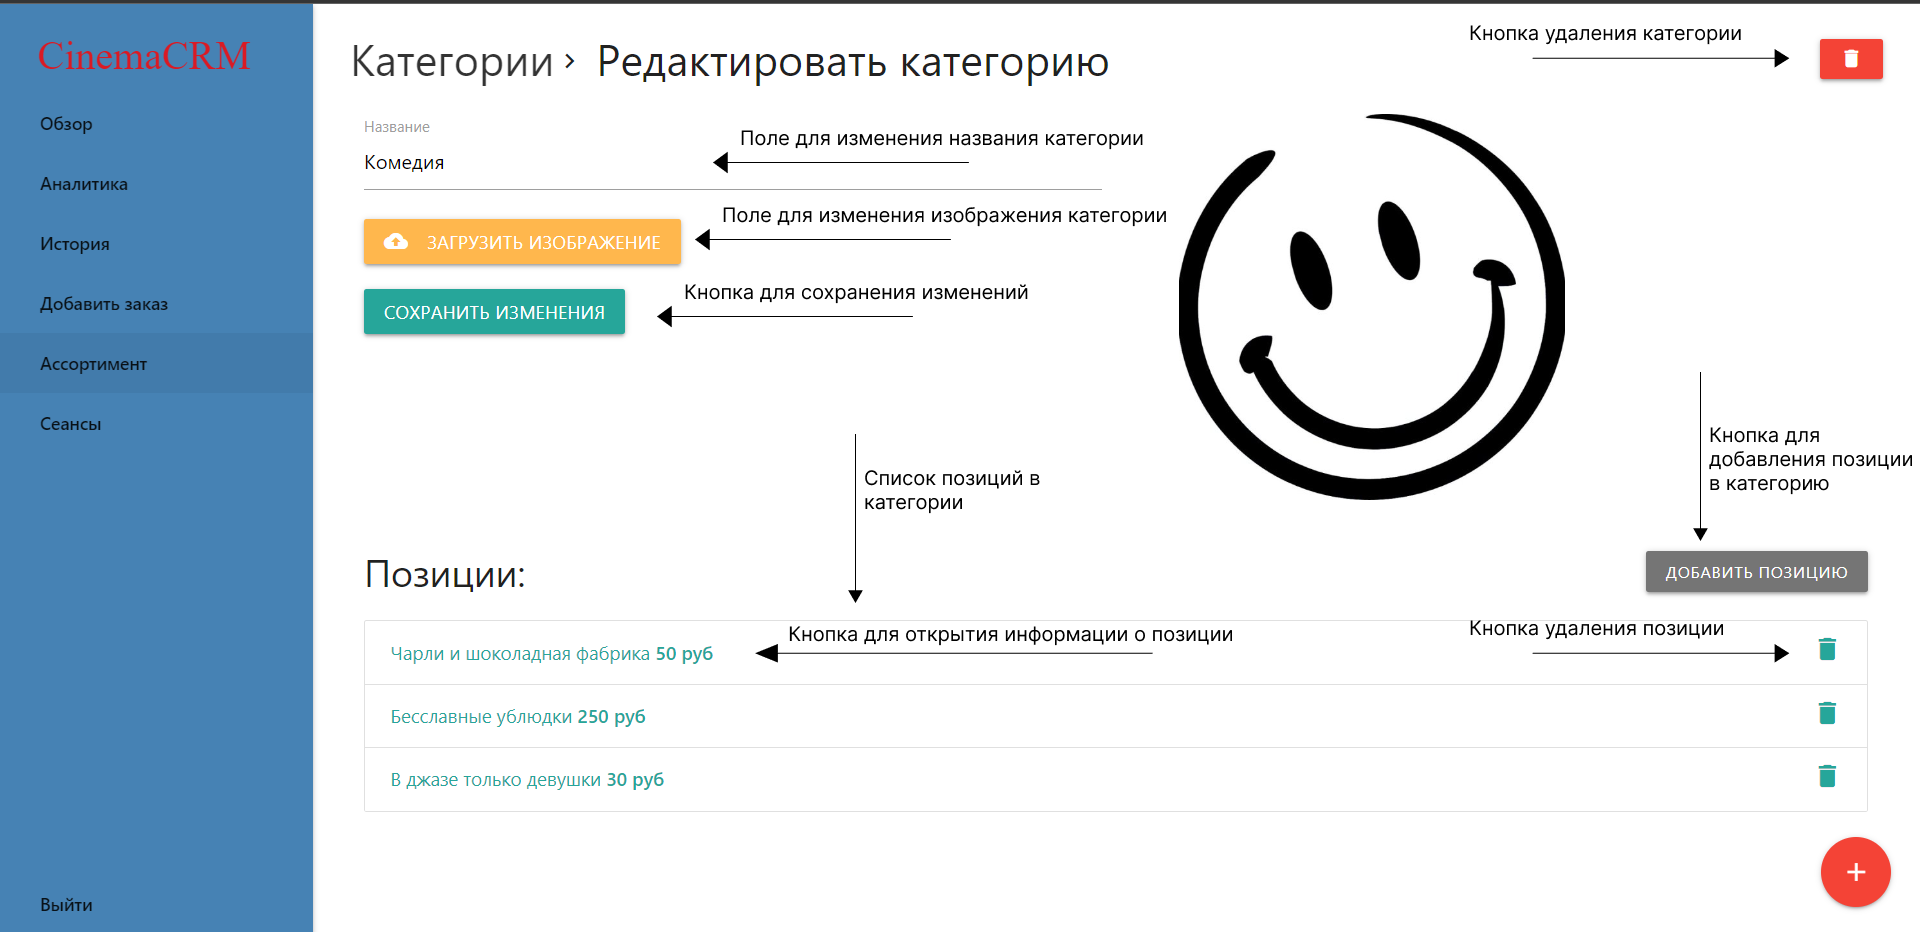 CinemaCRM
Обзор
Аналитика
История
Добавить заказ
Ассортимент
Сеансы
Выйти
Категории › Редактировать категорию
Кнопка удаления категории
Название
Комедия
Поле для изменения названия категории
ЗАГРУЗИТЬ ИЗОБРАЖЕНИЕ
Поле для изменения изображения категории
СОХРАНИТЬ ИЗМЕНЕНИЯ
Кнопка для сохранения изменений
Список позиций в
категории
Кнопка для
добавления позиции
в категорию
Позиции:
ДОБАВИТЬ ПОЗИЦИЮ
Чарли и шоколадная фабрика 50 руб
Кнопка для открытия информации о позиции
Кнопка удаления позиции
Бесславные ублюдки 250 руб
В джазе только девушки 30 руб
+